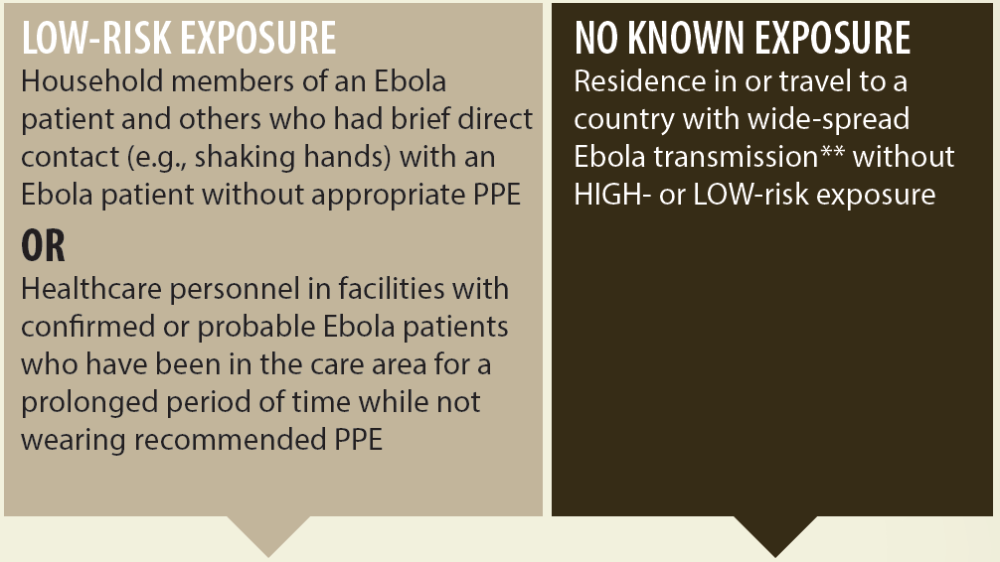 LOW-RISK EXPOSURE
Household members of an Ebola
patient and others who had brief direct
contact (e.g., shaking hands) with an
Ebola patient without appropriate PPE
OR
Healthcare personnel in facilities with
confirmed or probable Ebola patients
who have been in the care area for a
prolonged period of time while not
wearing recommended PPE
NO KNOWN EXPOSURE
Residence in or travel to a
country with wide-spread
Ebola transmission** without
HIGH- or LOW-risk exposure